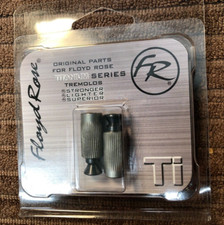 Floyd Rose
ORIGINAL PARTS
FOR FLOYD ROSE
SERIES
TREMOLOS
STRONGER
LIGHTER
SUPERIOR
FR
Ti